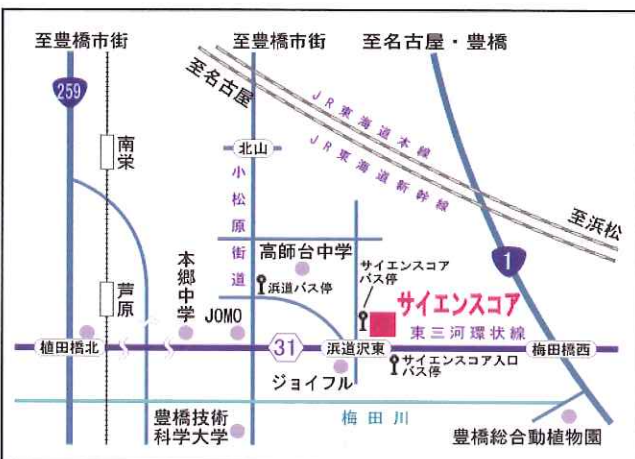 至豊橋市街
至豊橋市街
至名古屋・豊橋
259
至名古屋
JR東海道本線
JR東海道新幹線
至浜松
南栄
北山
小松原街道
高師台中学
浜道バス停
サイエンスコア
バス停
1
芦原
本郷中学
JOMO
サイエンスコア
東三河環状線
植田橋北
31
浜道沢東
梅田橋西
サイエンスコア入口
バス停
ジョイフル
豊橋技術
科学大学
梅田川
豊橋総合動植物園